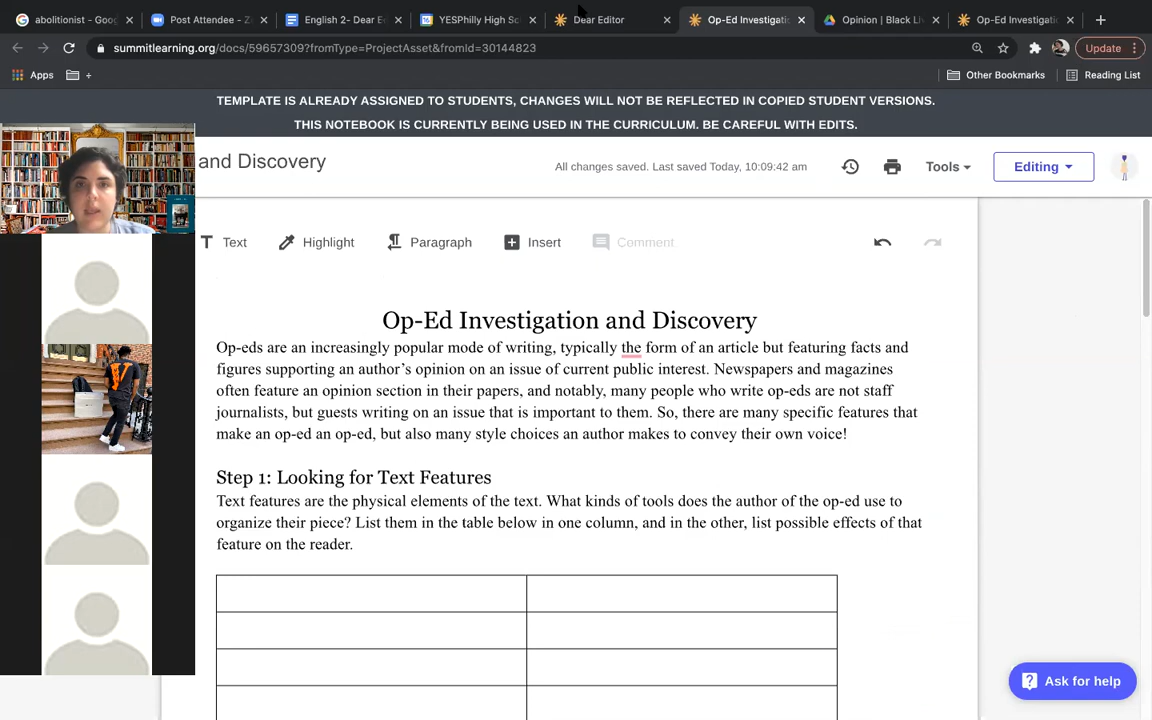 abolitionist - Goog
Post Attendee - Z
English 2- Dear E
YESPhilly High Sc
Dear Editor
Op-Ed Investigati
Opinion | Black Li
Op-Ed Investigati
summitlearning.org/docs/59657309?fromType=ProjectAsset&fromId=30144823
Update
Apps
Other Bookmarks
Reading List
TEMPLATE IS ALREADY ASSIGNED TO STUDENTS, CHANGES WILL NOT BE REFLECTED IN COPIED STUDENT VERSIONS.
THIS NOTEBOOK IS CURRENTLY BEING USED IN THE CURRICULUM. BE CAREFUL WITH EDITS.
and Discovery
All changes saved. Last saved Today, 10:09:42 am
Tools
Editing
Text
Highlight
Paragraph
Insert
Comment
Op-Ed Investigation and Discovery
Op-eds are an increasingly popular mode of writing, typically the form of an article but featuring facts and
figures supporting an author's opinion on an issue of current public interest. Newspapers and magazines
often feature an opinion section in their papers, and notably, many people who write op-eds are not staff
journalists, but guests writing on an issue that is important to them. So, there are many specific features that
make an op-ed an op-ed, but also many style choices an author makes to convey their own voice!
Step 1: Looking for Text Features
Text features are the physical elements of the text. What kinds of tools does the author of the op-ed use to
organize their piece? List them in the table below in one column, and in the other, list possible effects of that
feature on the reader.
Ask for help